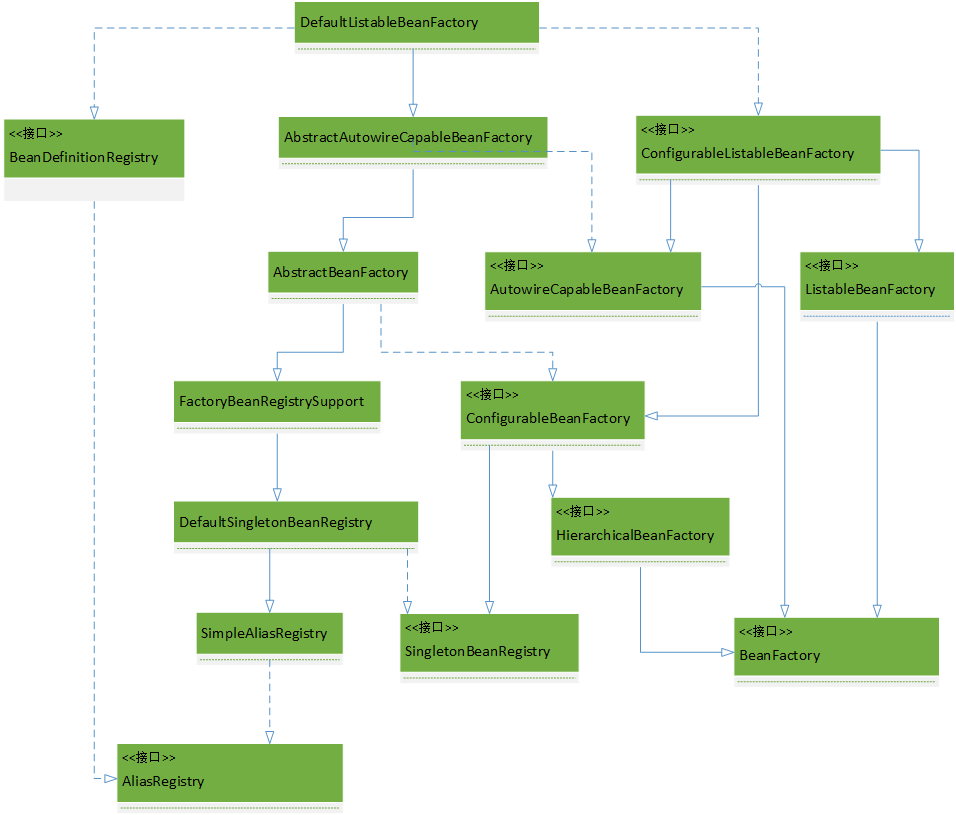 DefaultListableBeanFactory
<<接口>>
BeanDefinitionRegistry
AbstractAutowireCapableBeanFactory
<<接口>>
ConfigurableListableBeanFactory
AbstractBeanFactory
<<接口>>
AutowireCapableBeanFactory
<<接口>>
ListableBeanFactory
FactoryBeanRegistrySupport
<<接口>>
ConfigurableBeanFactory
DefaultSingletonBeanRegistry
<<接口>>
HierarchicalBeanFactory
SimpleAliasRegistry
<<接口>>
SingletonBeanRegistry
<<接口>>
BeanFactory
<<接口>>
AliasRegistry